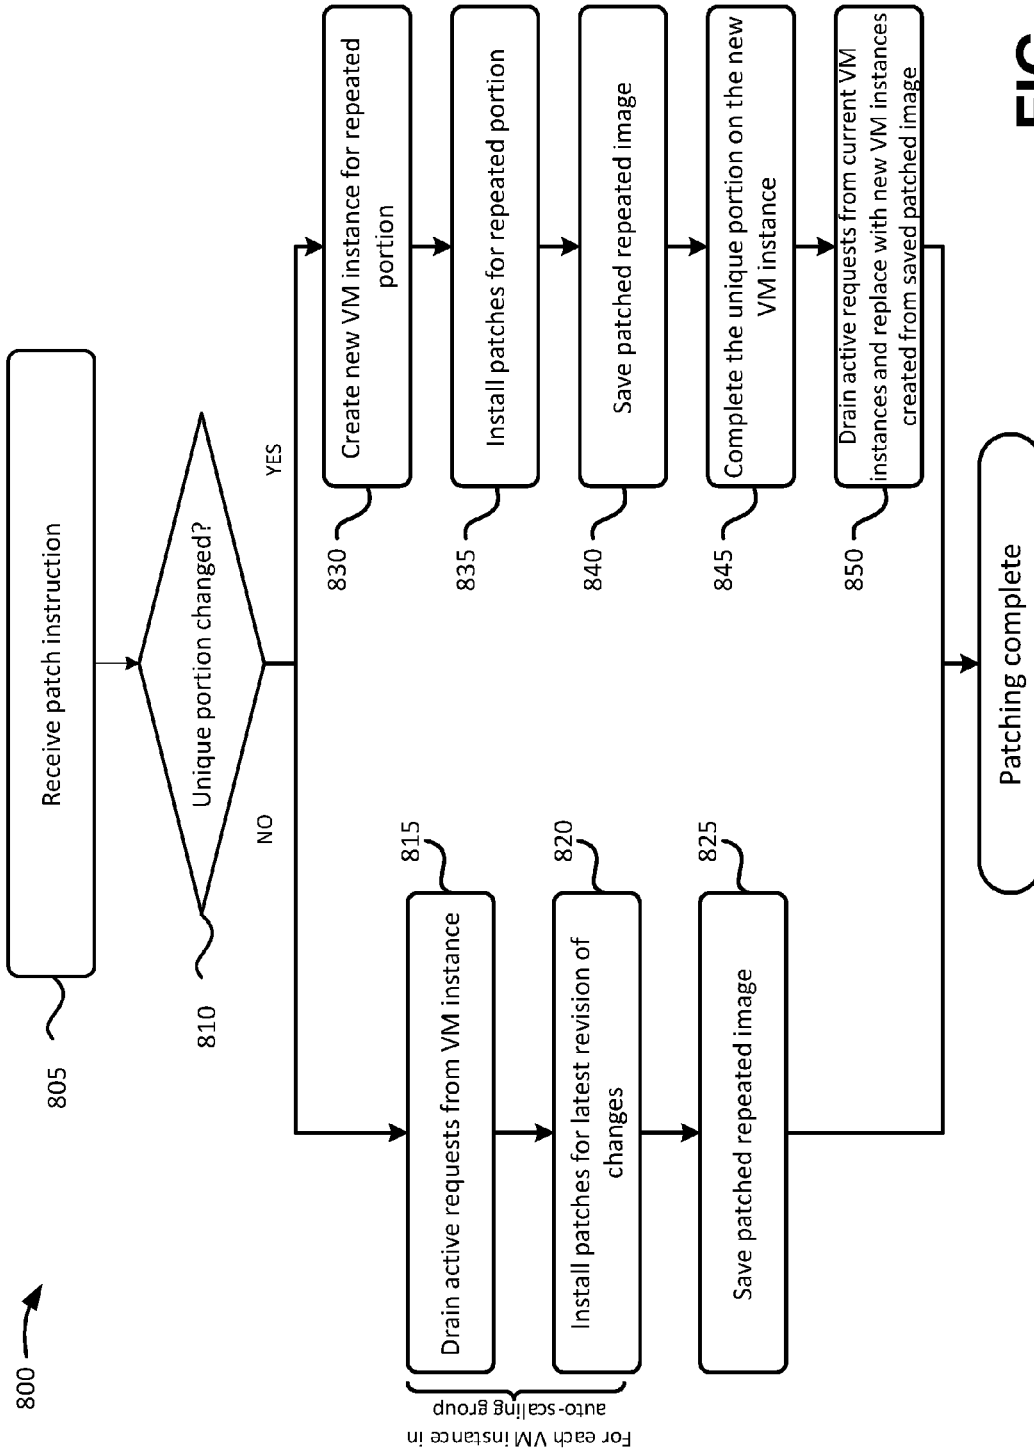 800
805
Receive patch instruction
810
Unique portion changed?
NO
YES
For each VM instance in
auto-scaling group
815
Drain active requests from VM instance
820
Install patches for latest revision of
changes
825
Save patched repeated image
830
Create new VM instance for repeated
portion
835
Install patches for repeated portion
840
Save patched repeated image
845
Complete the unique portion on the new
VM instance
850
Drain active requests from current VM
instances and replace with new VM instances
created from saved patched image
Patching complete
FIG